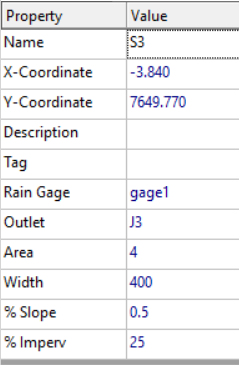 Property Value
Name S3
X-Coordinate -3.840
Y-Coordinate 7649.770
Description
Tag
Rain Gage gage1
Outlet J3
Area 4
Width 400
% Slope 0.5
% Imperv 25